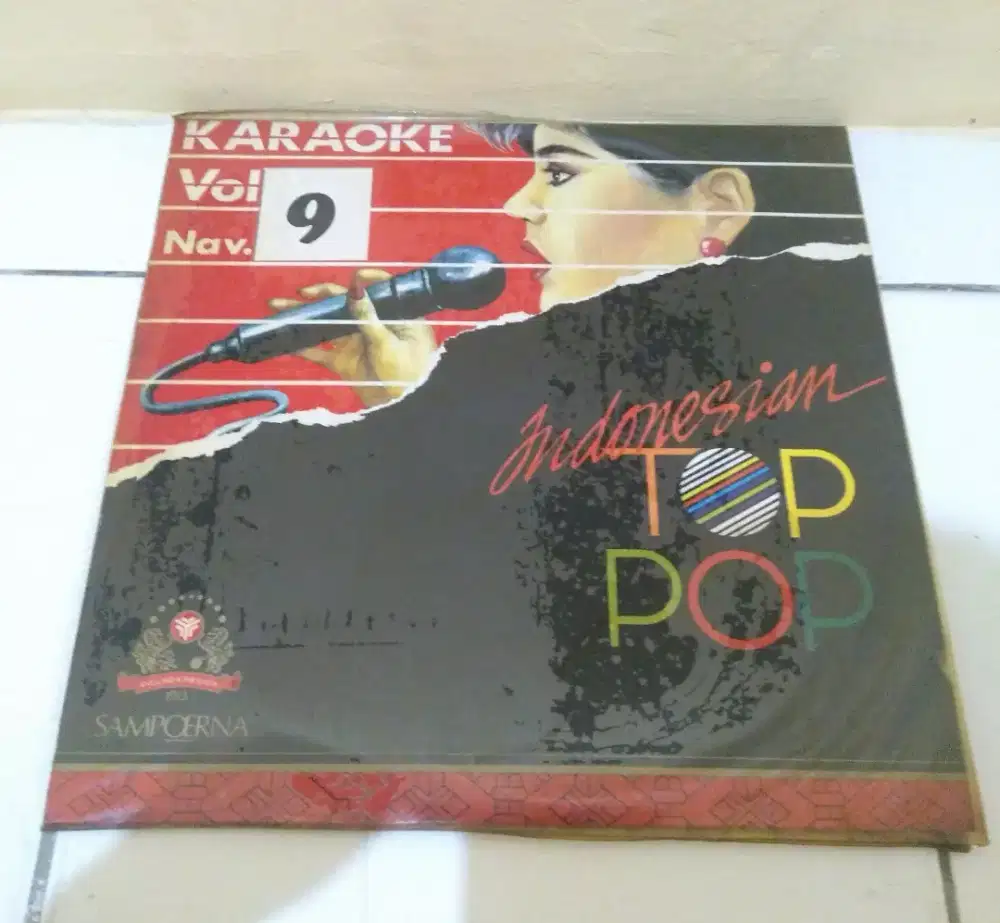 KARAOKE
Vol 9
Nav.
Indonesian
TOP
POP
SAMPOERNA